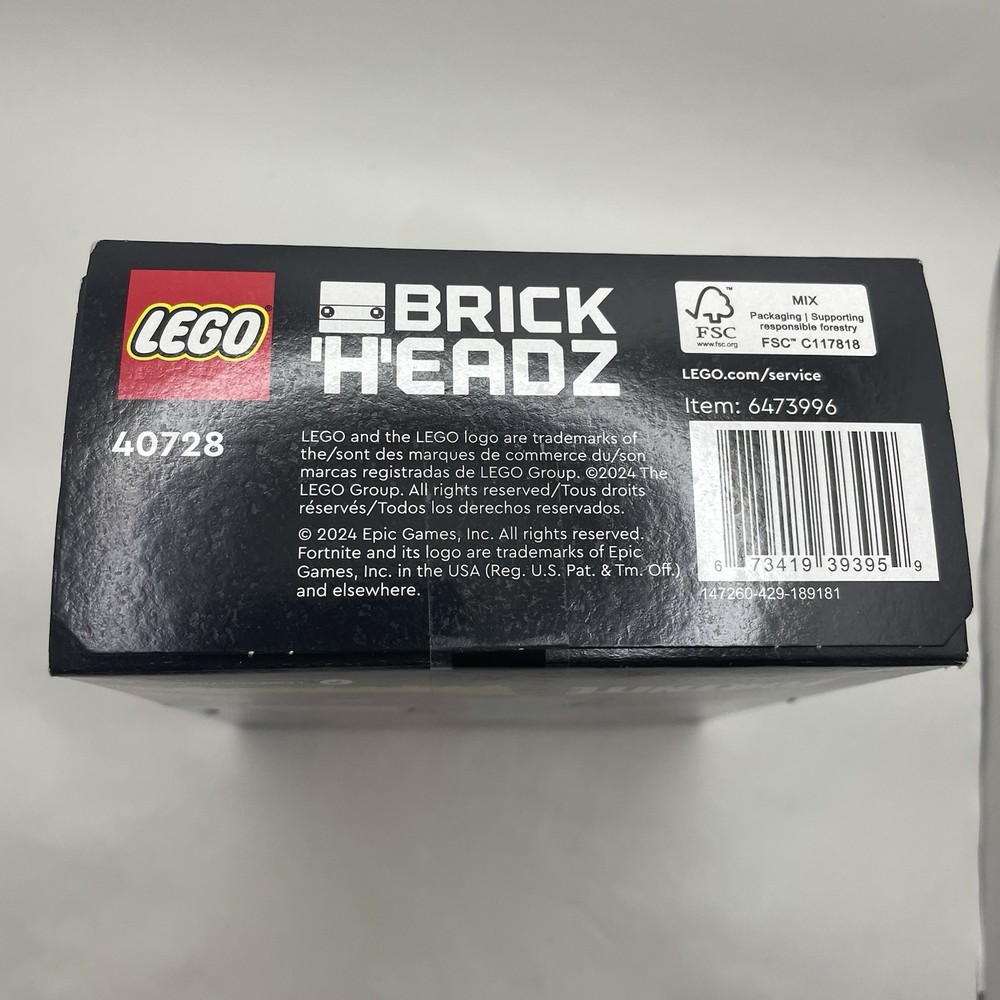 LEGO®
BRICK
'H'EADZ
™
FSC
www.fsc.org
MIX
Packaging | Supporting
responsible forestry
FSC™ C117818
LEGO.com/service
Item: 6473996
40728
LEGO and the LEGO logo are trademarks of
the/sont des marques de commerce du/son
marcas registradas de LEGO Group. ©2024 The
LEGO Group. All rights reserved/Tous droits
réservés/Todos los derechos reservados.
© 2024 Epic Games, Inc. All rights reserved.
Fortnite and its logo are trademarks of Epic
Games, Inc. in the USA (Reg. U.S. Pat. & Tm. Off.)
and elsewhere.
6 73419 39395 9
147260-429-189181